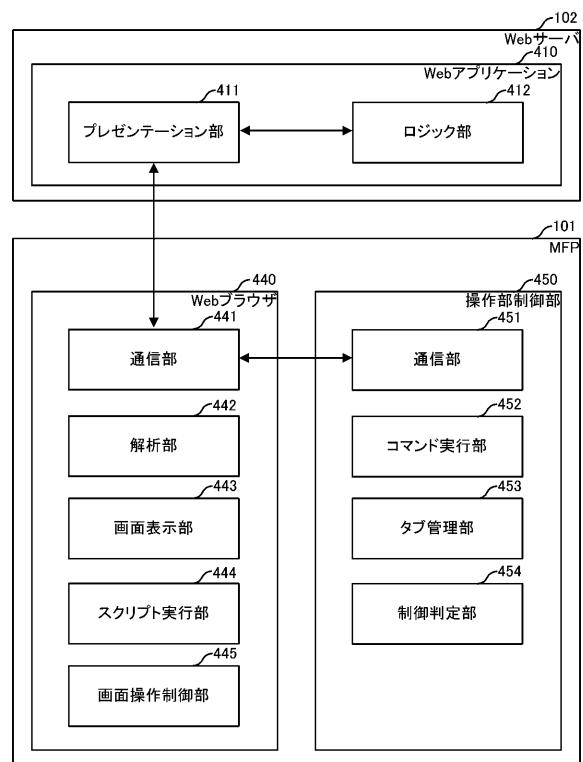 102
Webサーバ
410
Webアプリケーション
411
プレゼンテーション部
412
ロジック部
101
MFP
440
Webブラウザ
441
通信部
442
解析部
443
画面表示部
444
スクリプト実行部
445
画面操作制御部
450
操作部制御部
451
通信部
452
コマンド実行部
453
タブ管理部
454
制御判定部